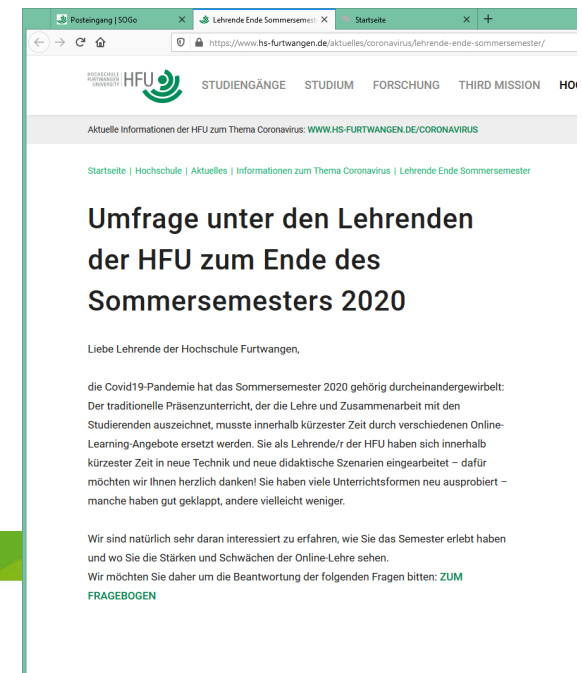 Posteingang | SOGo
Lehrende Ende Sommersemest
Startseite
https://www.hs-furtwangen.de/aktuelles/coronavirus/lehrende-ende-sommersemester/
HOCHSCHULE
FURTWANGEN
UNIVERSITY
HFU
STUDIENGÄNGE STUDIUM FORSCHUNG THIRD MISSION HOC
Aktuelle Informationen der HFU zum Thema Coronavirus: WWW.HS-FURTWANGEN.DE/CORONAVIRUS
Startseite | Hochschule | Aktuelles | Informationen zum Thema Coronavirus | Lehrende Ende Sommersemester
Umfrage unter den Lehrenden
der HFU zum Ende des
Sommersemesters 2020
Liebe Lehrende der Hochschule Furtwangen,
die Covid19-Pandemie hat das Sommersemester 2020 gehörig durcheinandergewirbelt:
Der traditionelle Präsenzunterricht, der die Lehre und Zusammenarbeit mit den
Studierenden auszeichnet, musste innerhalb kürzester Zeit durch verschiedenen Online-
Learning-Angebote ersetzt werden. Sie als Lehrende/r der HFU haben sich innerhalb
kürzester Zeit in neue Technik und neue didaktische Szenarien eingearbeitet – dafür
möchten wir Ihnen herzlich danken! Sie haben viele Unterrichtsformen neu ausprobiert –
manche haben gut geklappt, andere vielleicht weniger.
Wir sind natürlich sehr daran interessiert zu erfahren, wie Sie das Semester erlebt haben
und wo Sie die Stärken und Schwächen der Online-Lehre sehen.
Wir möchten Sie daher um die Beantwortung der folgenden Fragen bitten: ZUM
FRAGEBOGEN